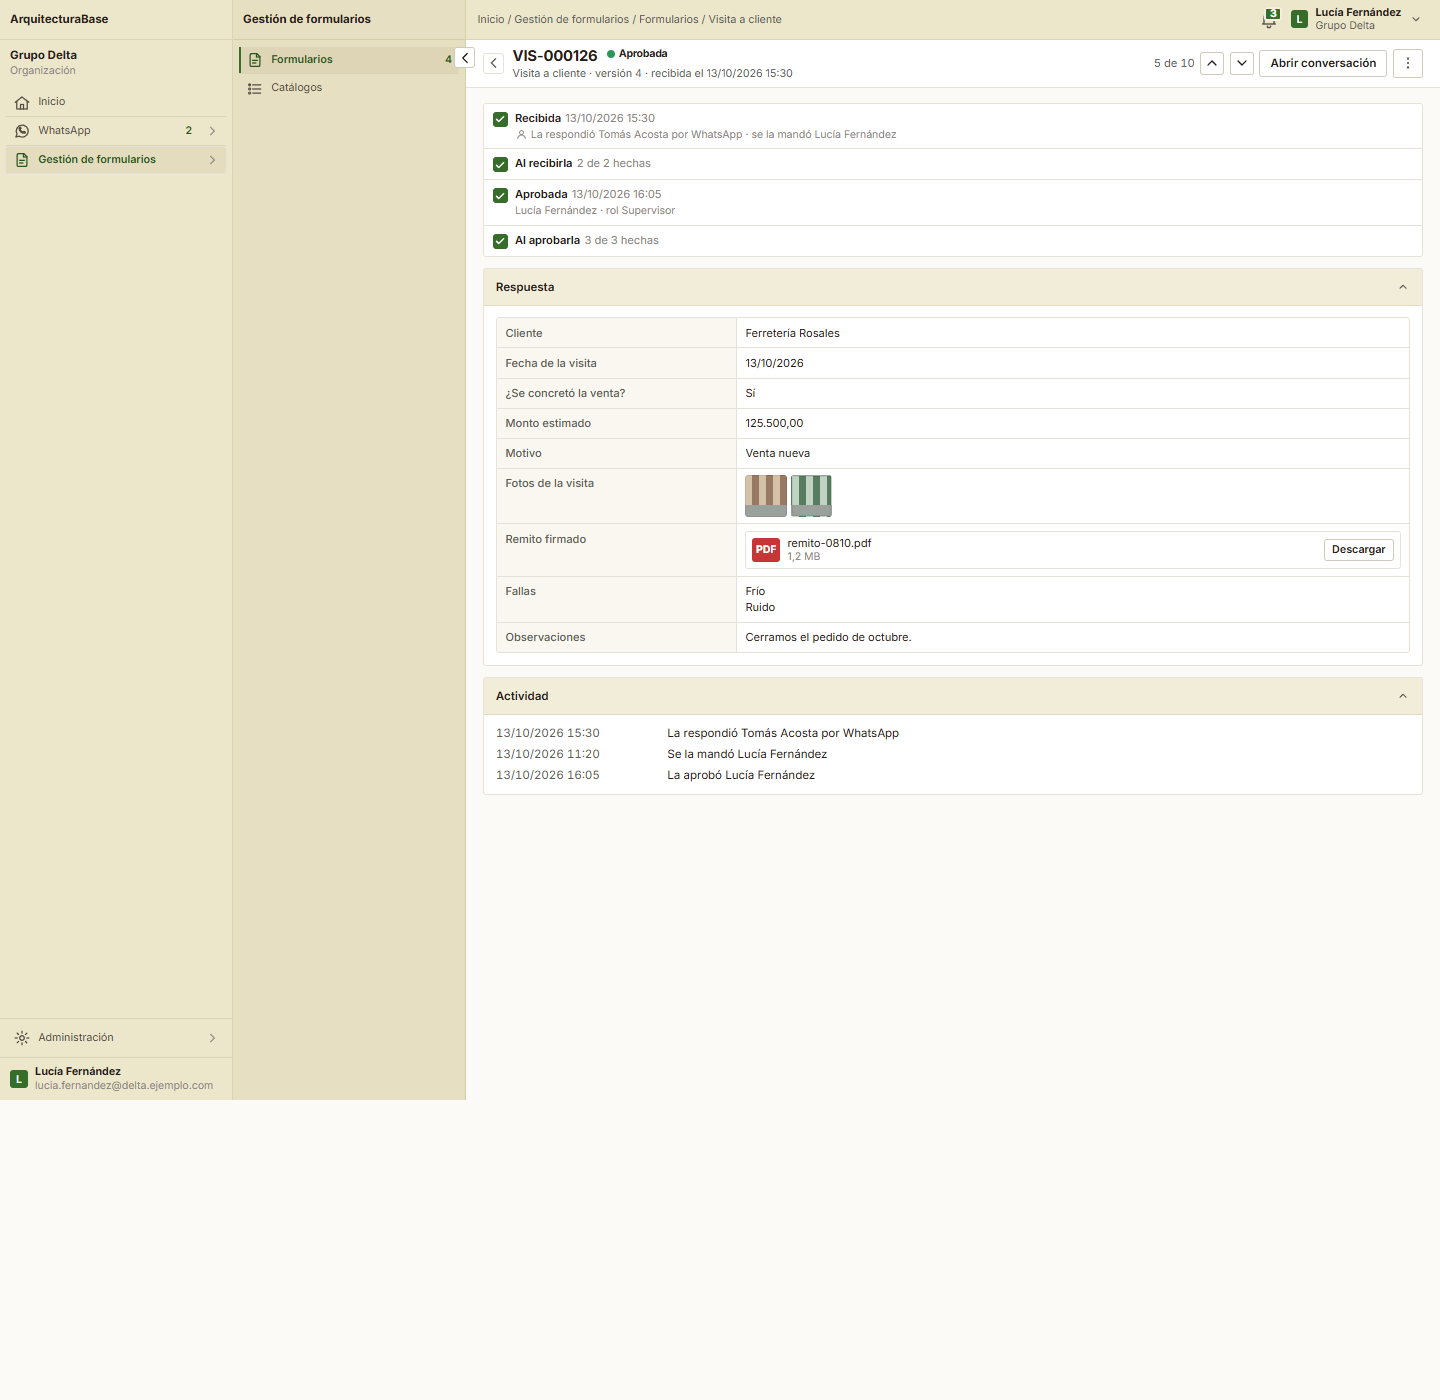 ArquitecturaBase
Grupo Delta
Organización
Inicio
WhatsApp 2
Gestión de formularios
Administración
L
Lucía Fernández
lucia.fernandez@delta.ejemplo.com
Gestión de formularios
Formularios 4
Catálogos
Inicio / Gestión de formularios / Formularios / Visita a cliente
3
L
Lucía Fernández
Grupo Delta
VIS-000126 Aprobada
Visita a cliente · versión 4 · recibida el 13/10/2026 15:30
5 de 10
Abrir conversación
Recibida 13/10/2026 15:30
La respondió Tomás Acosta por WhatsApp · se la mandó Lucía Fernández
Al recibirla 2 de 2 hechas
Aprobada 13/10/2026 16:05
Lucía Fernández · rol Supervisor
Al aprobarla 3 de 3 hechas
Respuesta
Cliente Ferretería Rosales
Fecha de la visita 13/10/2026
¿Se concretó la venta? Sí
Monto estimado 125.500,00
Motivo Venta nueva
Fotos de la visita
Remito firmado PDF remito-0810.pdf
1,2 MB
Descargar
Fallas Frío
Ruido
Observaciones Cerramos el pedido de octubre.
Actividad
13/10/2026 15:30 La respondió Tomás Acosta por WhatsApp
13/10/2026 11:20 Se la mandó Lucía Fernández
13/10/2026 16:05 La aprobó Lucía Fernández